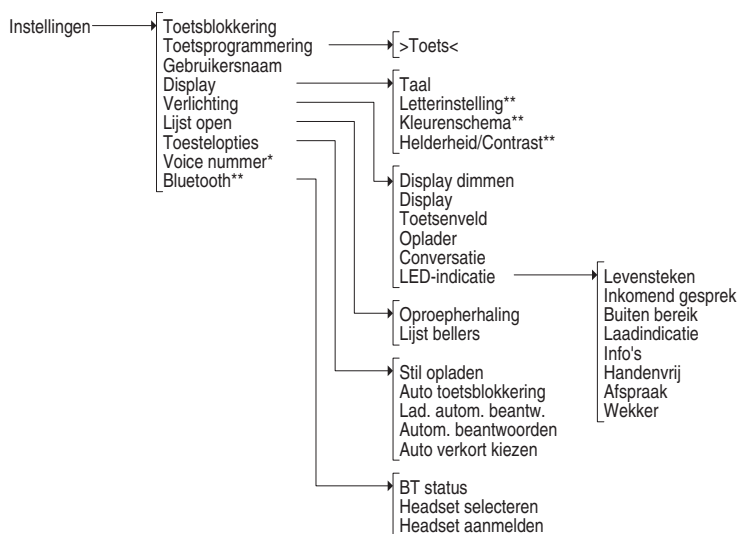 Instellingen
Toetsblokkering
Toetsprogrammering
Gebruikersnaam
Display
Verlichting
Lijst open
Toestelopties
Voice nummer*
Bluetooth**
>Toets<
Taal
Letterinstelling**
Kleurenschema**
Helderheid/Contrast**
Display dimmen
Display
Toetsenveld
Oplader
Conversatie
LED-indicatie
Levensteken
Inkomend gesprek
Buiten bereik
Laadindicatie
Info's
Handenvrij
Afspraak
Wekker
Oproepherhaling
Lijst bellers
Stil opladen
Auto toetsblokkering
Lad. autom. beantw.
Autom. beantwoorden
Auto verkort kiezen
BT status
Headset selecteren
Headset aanmelden